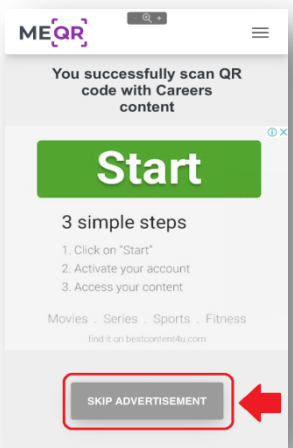 MEQR
You successfully scan QR
code with Careers
content
Start
3 simple steps
1. Click on "Start"
2. Activate your account
3. Access your content
Movies . Series . Sports . Fitness
find it on bestcontent4u.com
SKIP ADVERTISEMENT